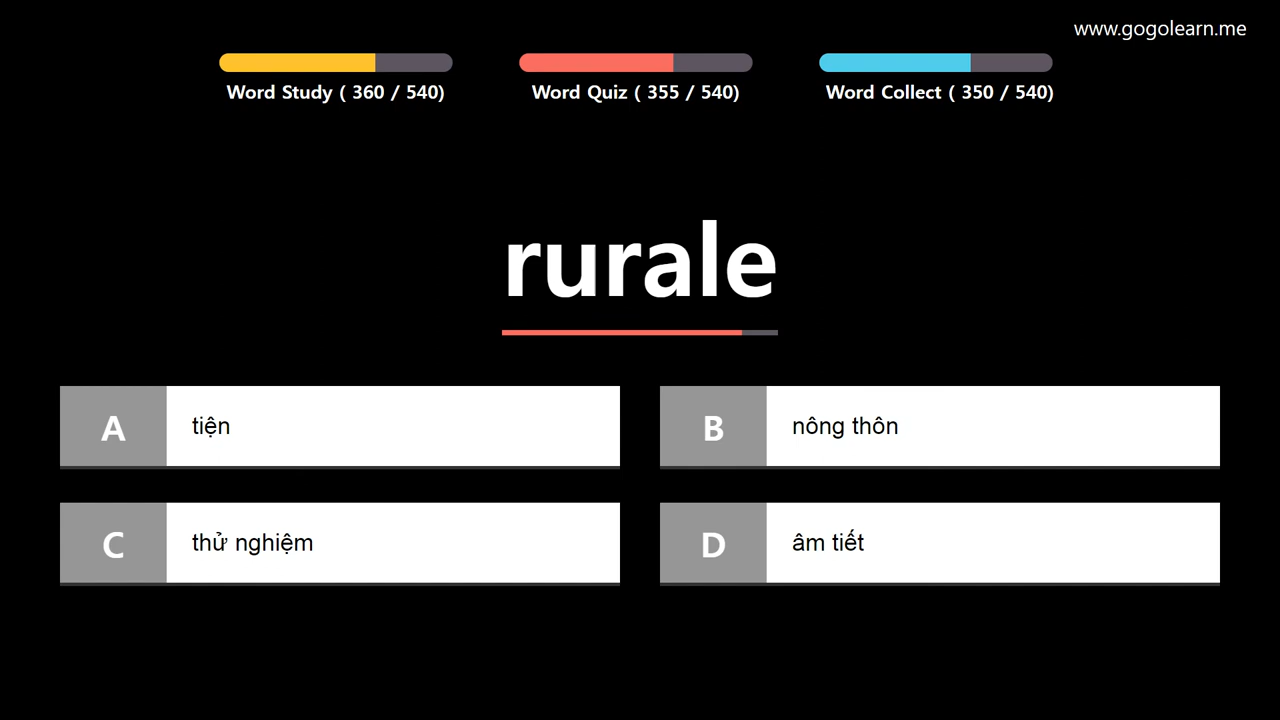 www.gogolearn.me
Word Study ( 360 / 540)
Word Quiz ( 355 / 540)
Word Collect ( 350 / 540)
rurale
A tiện
B nông thôn
C thử nghiệm
D âm tiết